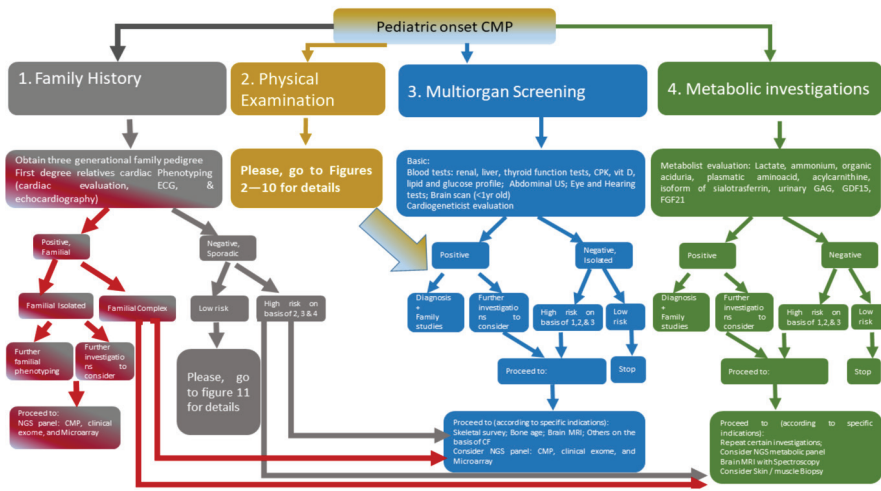 Pediatric onset CMP
1. Family History
2. Physical
Examination
3. Multiorgan Screening
4. Metabolic investigations
Obtain three generational family pedigree
First degree relatives cardiac Phenotyping
(cardiac evaluation, ECG, &
echocardiography)
Please, go to Figures
2—10 for details
Basic:
Blood tests: renal, liver, thyroid function tests, CPK, vit D,
lipid and glucose profile; Abdominal US; Eye and Hearing
tests; Brain scan (<1yr old)
Cardiogeneticist evaluation
Metabolist evaluation: Lactate, ammonium, organic
aciduria, plasmatic aminoacid, acylcarnithine,
isoform of sialotrasferrin, urinary GAG, GDF15,
FGF21
Positive,
Familial
Negative,
Sporadic
Familial Isolated
Familial Complex
Low risk
High risk on
basis of 2, 3 & 4
Further
familial
phenotyping
Further
investigatio
ns to
consider
Please, go
to figure 11
for details
Proceed to:
NGS panel: CMP, clinical
exome, and Microarray
Positive
Negative,
Isolated
Diagnosis
+
Family
studies
Further
investigatio
ns to
consider
High risk on
basis of 1,2,& 3
Low
risk
Proceed to:
Stop
Proceed to (according to specific indications):
Skeletal survey; Bone age; Brain MRI; Others on the
basis of CF
Consider NGS panel: CMP, clinical exome, and
Microarray
Positive
Negative
Diagnosis
+
Family
studies
Further
investigatio
ns to
consider
High risk on
basis of 1,2,& 3
Low
risk
Proceed to:
Stop
Proceed to (according to specific
indications):
Repeat certain investigations;
Consider NGS metabolic panel
Brain MRI with Spectroscopy
Consider Skin / muscle Biopsy